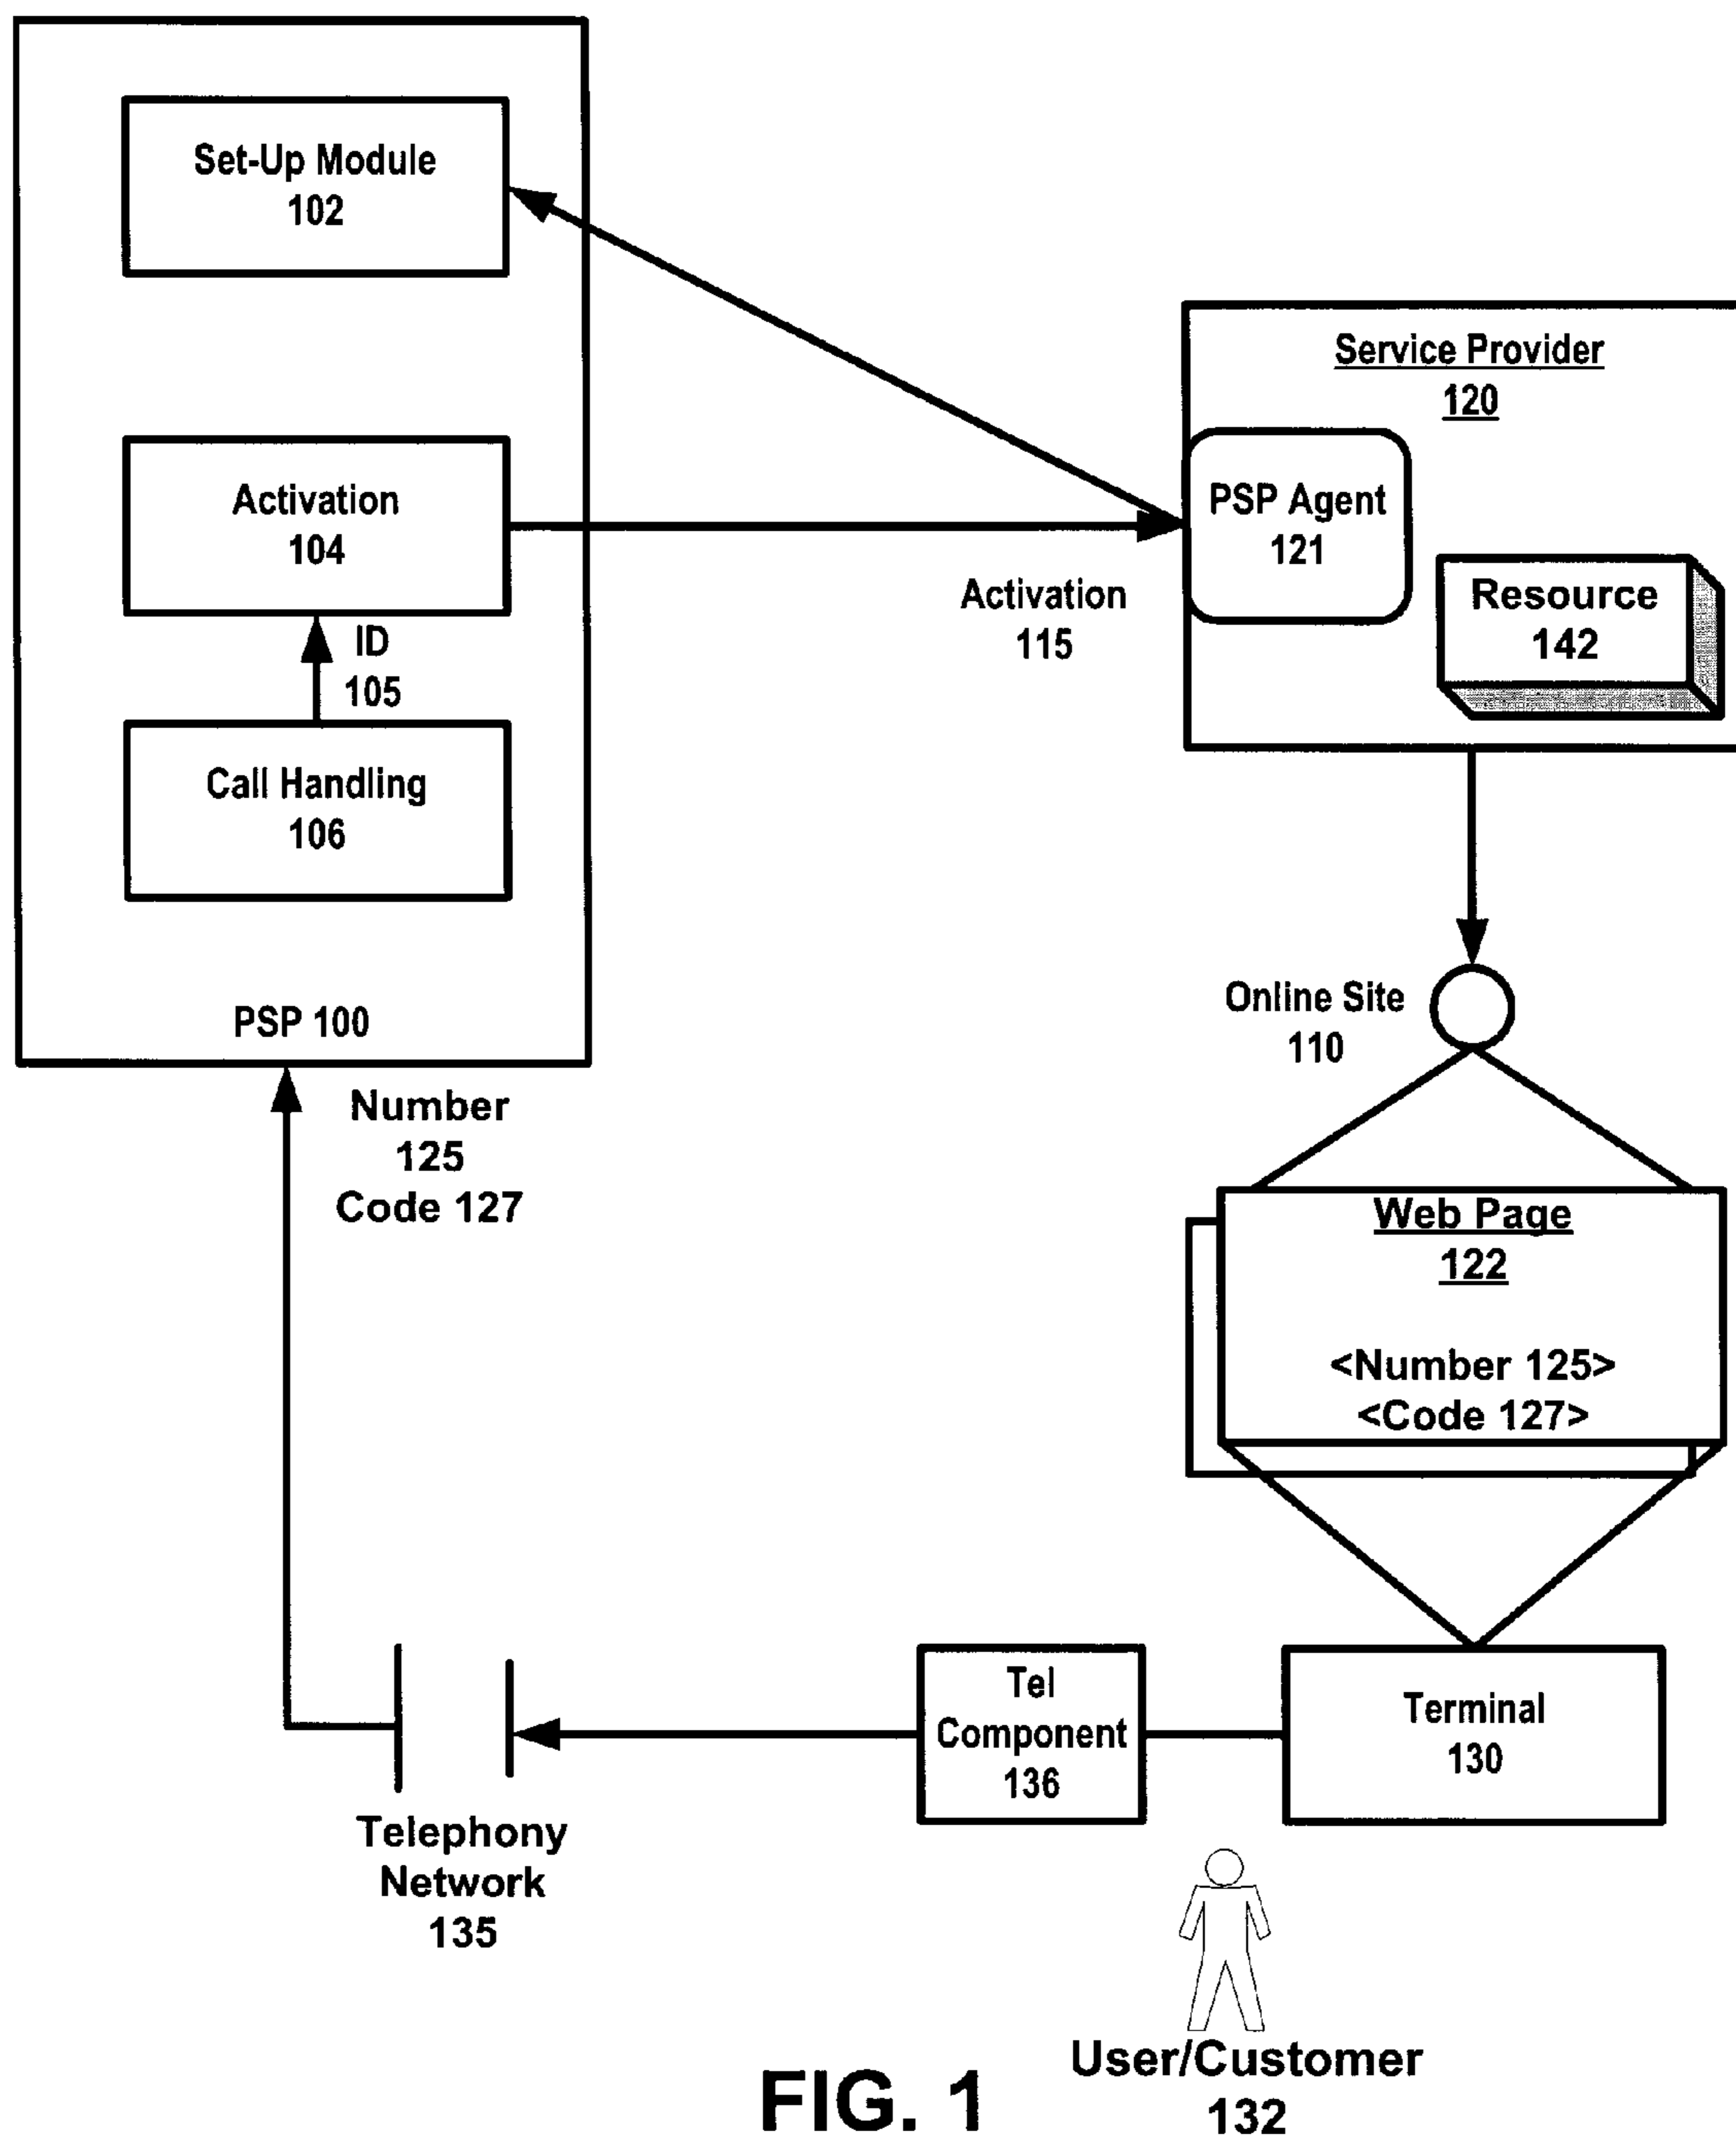 Set-Up Module
102
Service Provider
120
Activation
104
PSP Agent
121
Activation
115
Resource
142
ID
105
Call Handling
106
PSP 100
Online Site
110
Number
125
Code 127
Web Page
122
<Number 125>
<Code 127>
Tel
Component
136
Terminal
130
Telephony
Network
135
User/Customer
132
FIG. 1